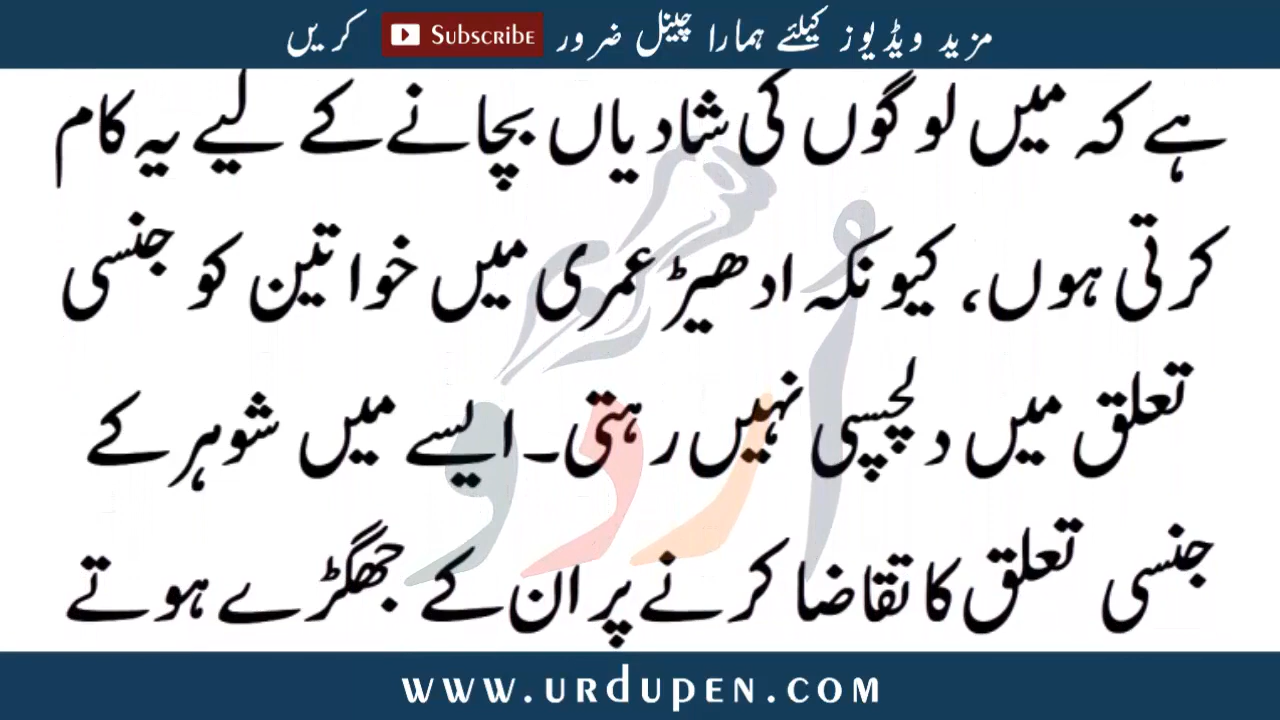 مزید ویڈیوز کیلئے ہمارا چینل ضرور Subscribe کریں
ہے کہ میں لوگوں کی شادیاں بچانے کے لیے یہ کام
کرتی ہوں، کیونکہ ادھیڑ عمری میں خواتین کو جنسی
تعلق میں دلچسپی نہیں رہتی۔ ایسے میں شوہر کے
جنسی تعلق کا تقاضا کرنے پر ان کے جھگڑے ہوتے
اُردو
www.urdupen.com